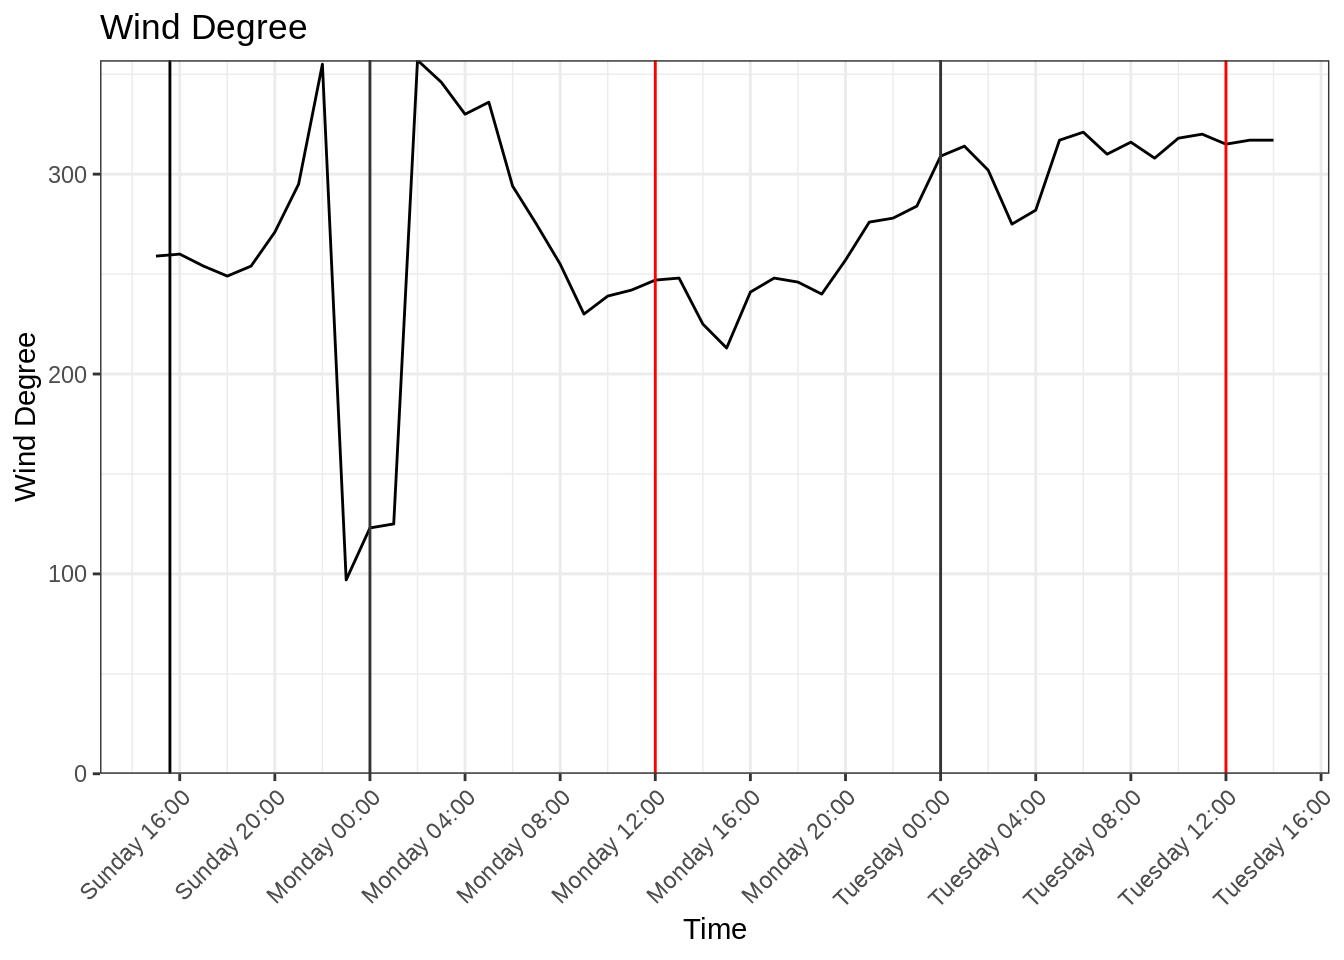 Wind Degree
Wind Degree
300
200
100
0
Sunday 16:00
Sunday 20:00
Monday 00:00
Monday 04:00
Monday 08:00
Monday 12:00
Monday 16:00
Monday 20:00
Tuesday 00:00
Tuesday 04:00
Tuesday 08:00
Tuesday 12:00
Tuesday 16:00
Time